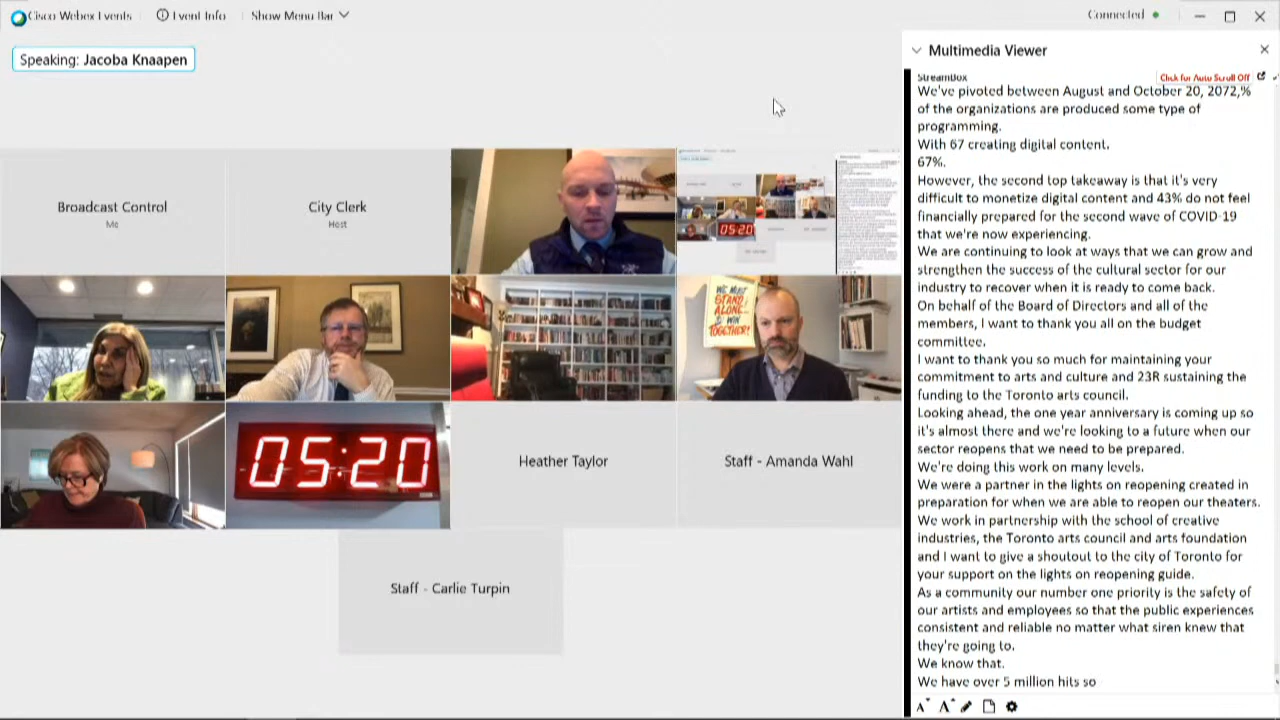 Cisco Webex Events
Event Info
Show Menu Bar
Connected
Speaking: Jacoba Knaapen
Multimedia Viewer
StreamBox
Click for Auto Scroll Off
Broadcast Com
Me
City Clerk
Host
05:20
WE MUST
STAND
ALONE...
TO WIN
TOGETHER!
05:20
Heather Taylor
Staff - Amanda Wahl
Staff - Carlie Turpin
We've pivoted between August and October 20, 2072,%
of the organizations are produced some type of
programming.
With 67 creating digital content.
67%.
However, the second top takeaway is that it's very
difficult to monetize digital content and 43% do not feel
financially prepared for the second wave of COVID-19
that we're now experiencing.
We are continuing to look at ways that we can grow and
strengthen the success of the cultural sector for our
industry to recover when it is ready to come back.
On behalf of the Board of Directors and all of the
members, I want to thank you all on the budget
committee.
I want to thank you so much for maintaining your
commitment to arts and culture and 23R sustaining the
funding to the Toronto arts council.
Looking ahead, the one year anniversary is coming up so
it's almost there and we're looking to a future when our
sector reopens that we need to be prepared.
We're doing this work on many levels.
We were a partner in the lights on reopening created in
preparation for when we are able to reopen our theaters.
We work in partnership with the school of creative
industries, the Toronto arts council and arts foundation
and I want to give a shoutout to the city of Toronto for
your support on the lights on reopening guide.
As a community our number one priority is the safety of
our artists and employees so that the public experiences
consistent and reliable no matter what siren knew that
they're going to.
We know that.
We have over 5 million hits so